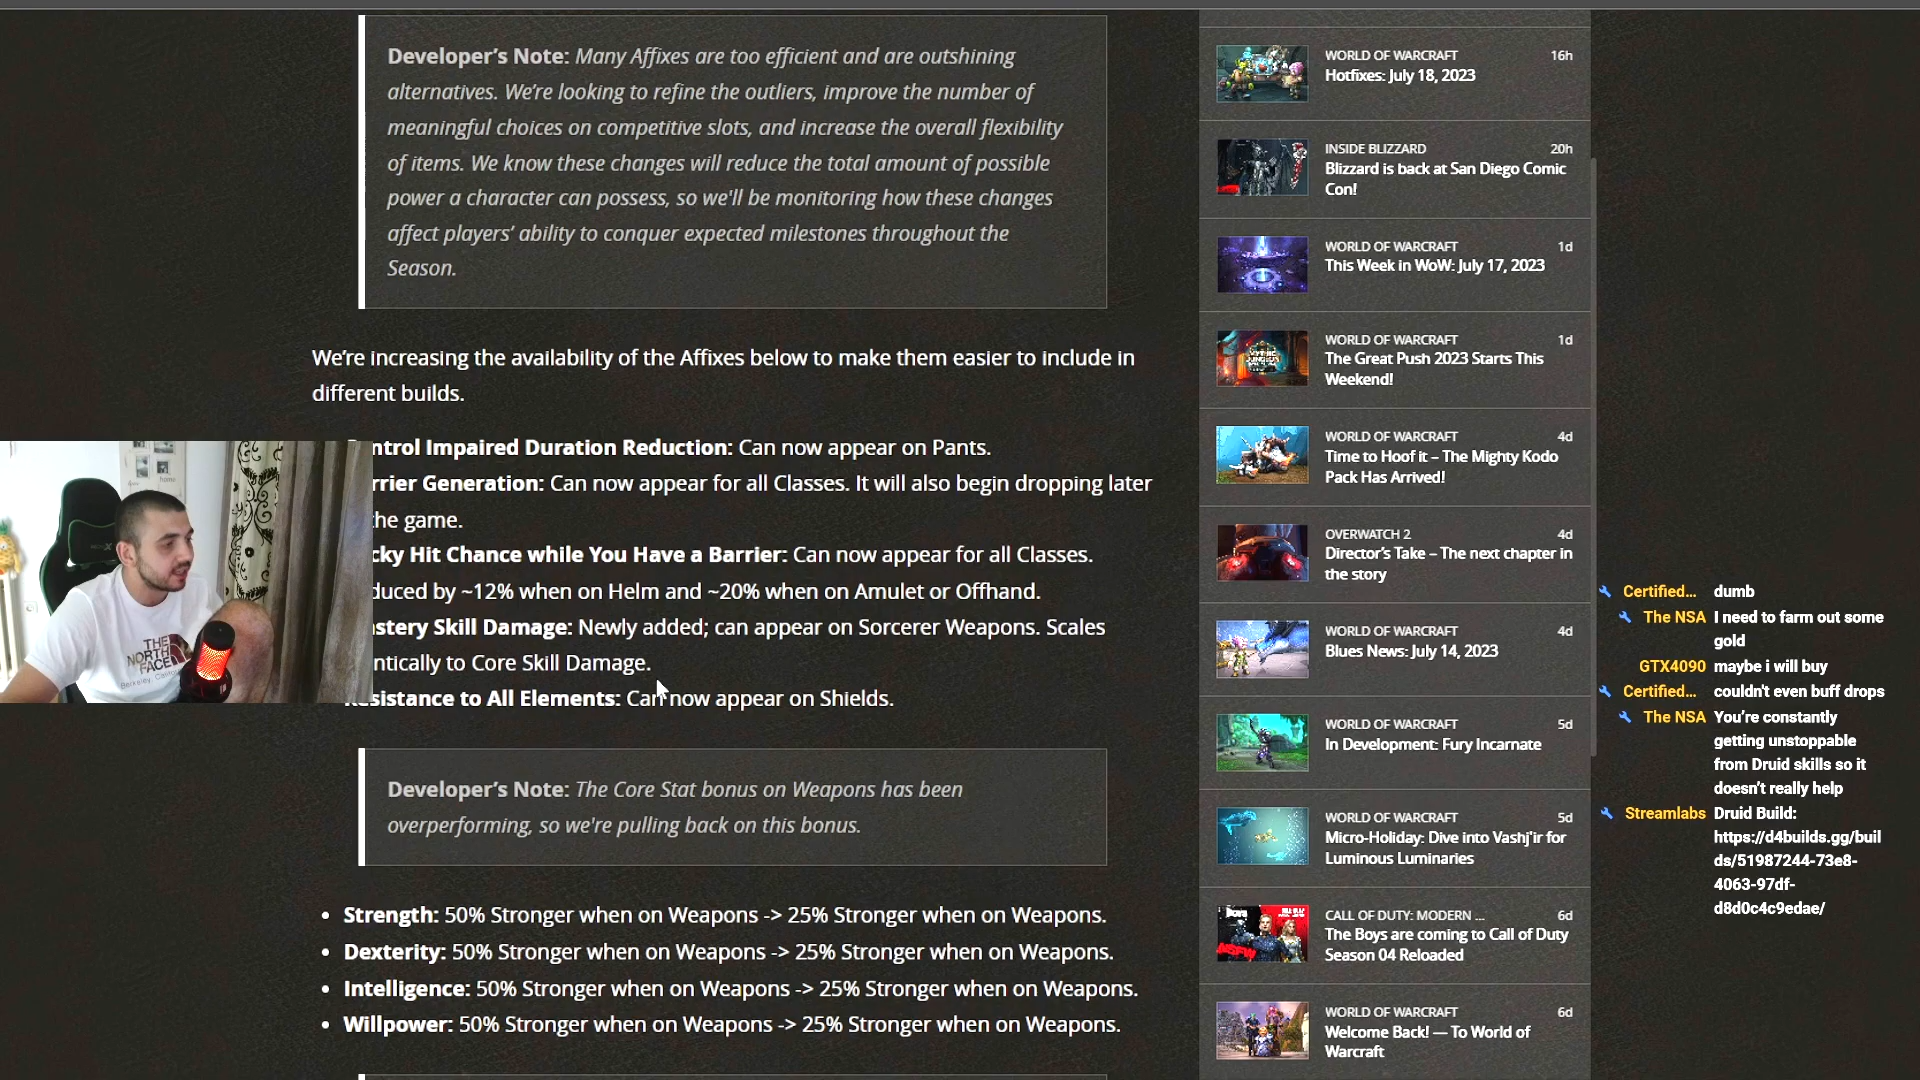 Developer's Note: Many Affixes are too efficient and are outshining
alternatives. We're looking to refine the outliers, improve the number of
meaningful choices on competitive slots, and increase the overall flexibility
of items. We know these changes will reduce the total amount of possible
power a character can possess, so we'll be monitoring how these changes
affect players' ability to conquer expected milestones throughout the
Season.
We're increasing the availability of the Affixes below to make them easier to include in
different builds.
ntrol Impaired Duration Reduction: Can now appear on Pants.
rrier Generation: Can now appear for all Classes. It will also begin dropping later
the game.
cky Hit Chance while You Have a Barrier: Can now appear for all Classes.
duced by ~12% when on Helm and ~20% when on Amulet or Offhand.
stery Skill Damage: Newly added; can appear on Sorcerer Weapons. Scales
ntically to Core Skill Damage.
sistance to All Elements: Can now appear on Shields.
Developer's Note: The Core Stat bonus on Weapons has been
overperforming, so we're pulling back on this bonus.
• Strength: 50% Stronger when on Weapons -> 25% Stronger when on Weapons.
• Dexterity: 50% Stronger when on Weapons -> 25% Stronger when on Weapons.
• Intelligence: 50% Stronger when on Weapons -> 25% Stronger when on Weapons.
• Willpower: 50% Stronger when on Weapons -> 25% Stronger when on Weapons.
THE
NORTH
FACE
WORLD OF WARCRAFT 16h
Hotfixes: July 18, 2023
INSIDE BLIZZARD 20h
Blizzard is back at San Diego Comic
Con!
WORLD OF WARCRAFT 1d
This Week in WoW: July 17, 2023
WORLD OF WARCRAFT 1d
The Great Push 2023 Starts This
Weekend!
WORLD OF WARCRAFT 4d
Time to Hoof it – The Mighty Kodo
Pack Has Arrived!
OVERWATCH 2 4d
Director's Take – The next chapter in
the story
WORLD OF WARCRAFT 4d
Blues News: July 14, 2023
WORLD OF WARCRAFT 5d
In Development: Fury Incarnate
WORLD OF WARCRAFT 5d
Micro-Holiday: Dive into Vashj'ir for
Luminous Luminaries
CALL OF DUTY: MODERN ... 6d
The Boys are coming to Call of Duty
Season 04 Reloaded
WORLD OF WARCRAFT 6d
Welcome Back! — To World of
Warcraft
Certified... dumb
The NSA I need to farm out some
gold
GTX4090 maybe i will buy
Certified... couldn't even buff drops
The NSA You're constantly
getting unstoppable
from Druid skills so it
doesn't really help
Streamlabs Druid Build:
https://d4builds.gg/buil
ds/51987244-73e8-
4063-97df-
d8d0c4c9edae/